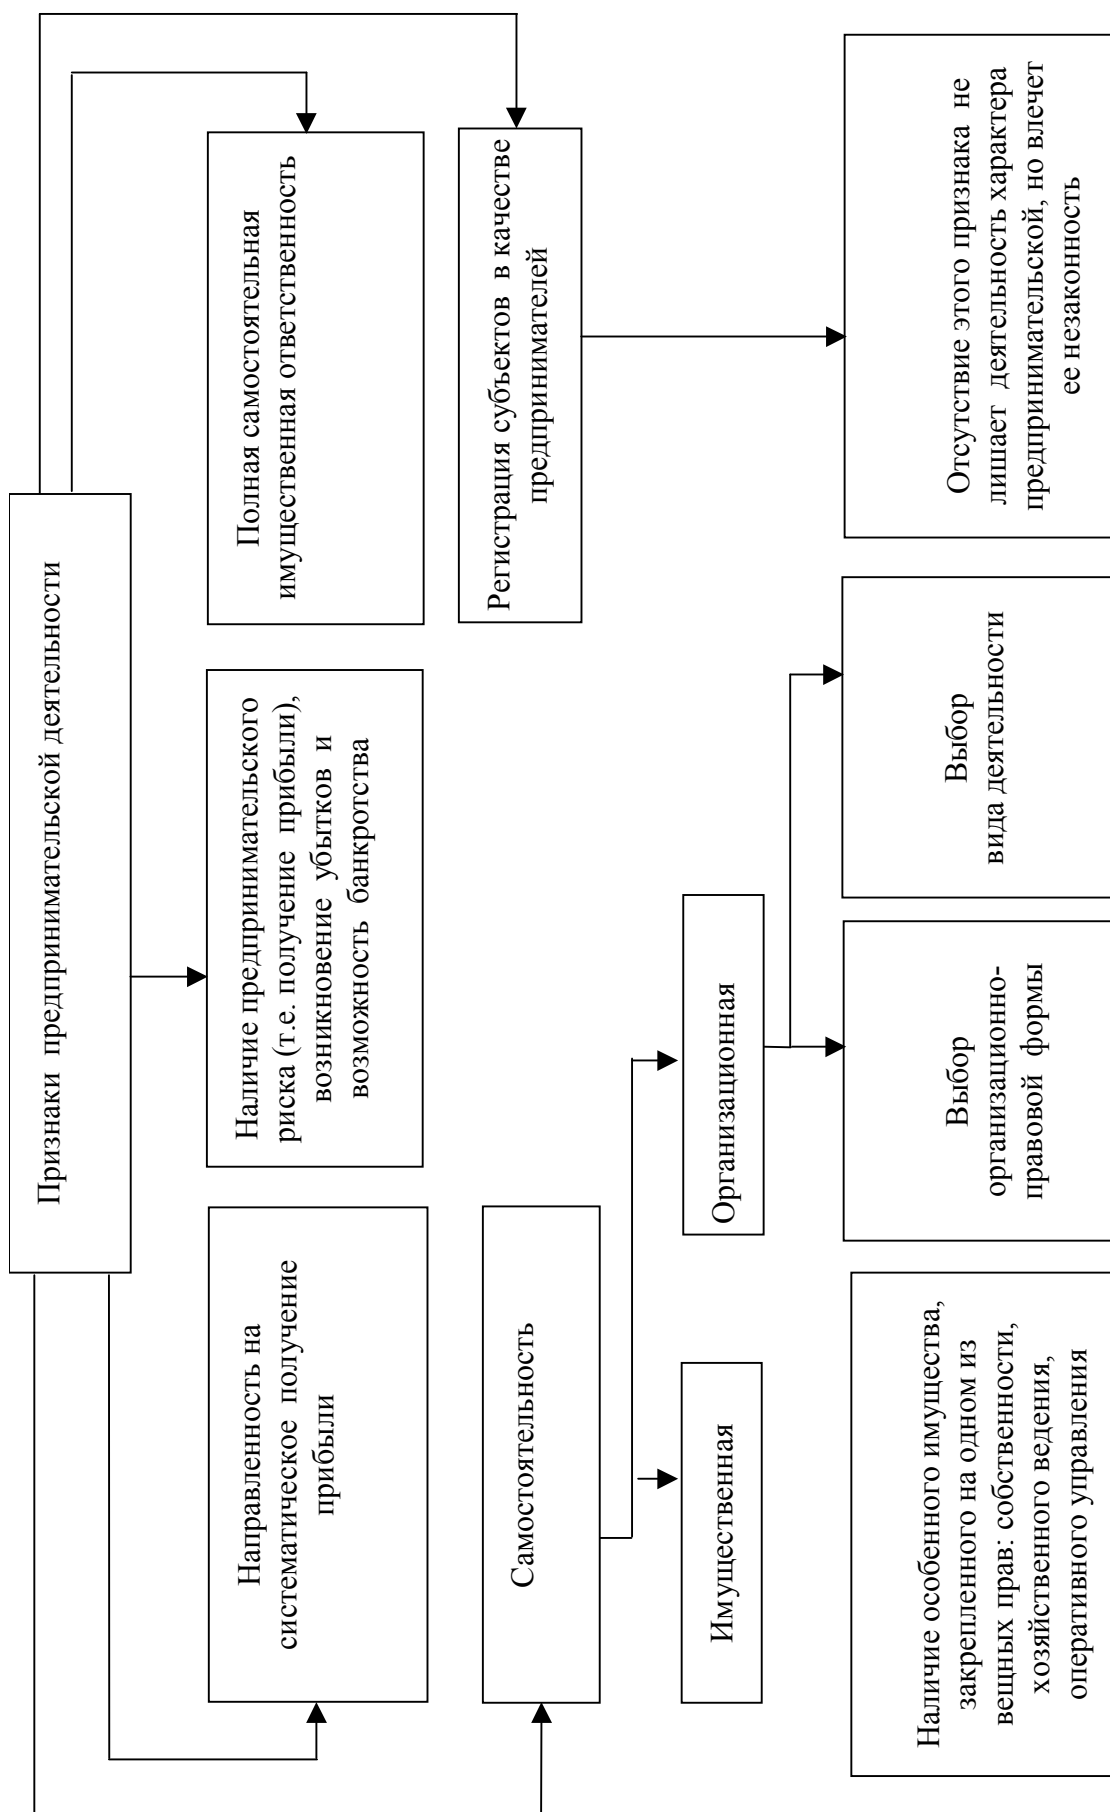 Признаки предпринимательской деятельности
Направленность на
систематическое получение
прибыли
Наличие предпринимательского
риска (т.е. получение прибыли),
возникновение убытков и
возможность банкротства
Полная самостоятельная
имущественная ответственность
Самостоятельность
Регистрация субъектов в качестве
предпринимателей
Имущественная
Организационная
Наличие особенного имущества,
закрепленного на одном из
вещных прав: собственности,
хозяйственного ведения,
оперативного управления
Выбор
организационно-
правовой формы
Выбор
вида деятельности
Отсутствие этого признака не
лишает деятельность характера
предпринимательской, но влечет
ее незаконность